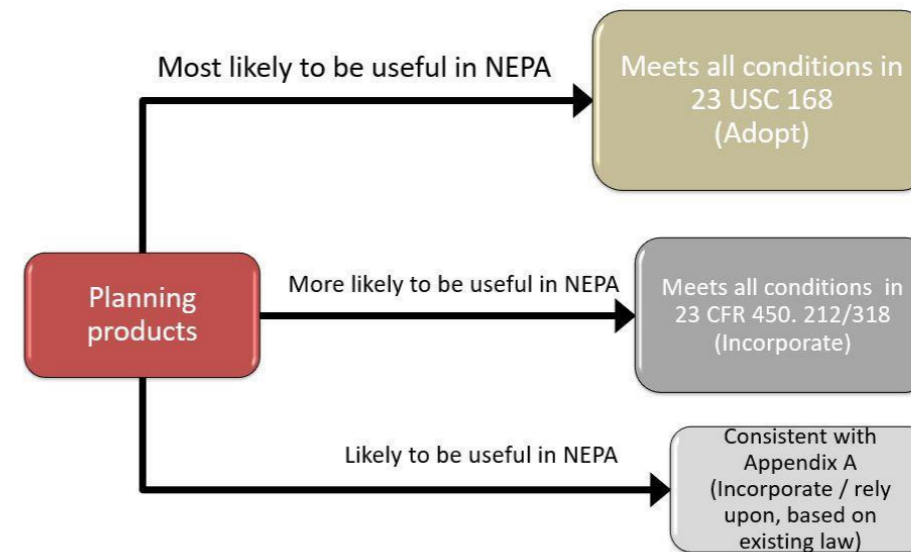 Most likely to be useful in NEPA
Meets all conditions in
23 USC 168
(Adopt)
Planning
products
More likely to be useful in NEPA
Meets all conditions in
23 CFR 450. 212/318
(Incorporate)
Likely to be useful in NEPA
Consistent with
Appendix A
(Incorporate / rely
upon, based on
existing law)